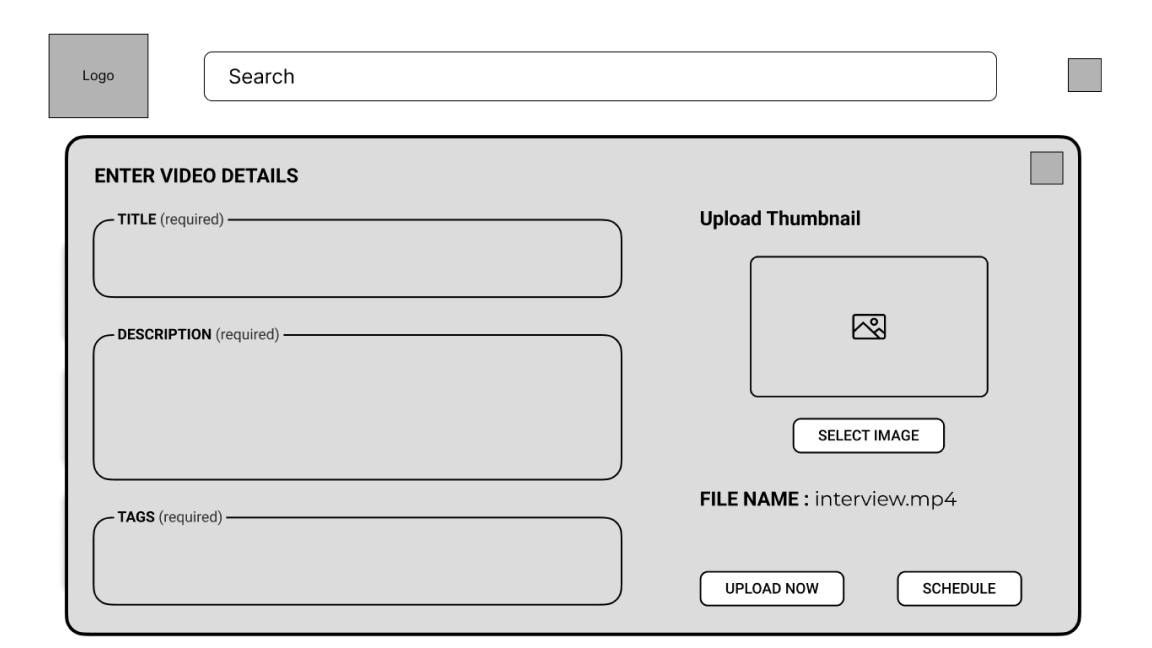 Logo
Search
ENTER VIDEO DETAILS
TITLE (required)
DESCRIPTION (required)
TAGS (required)
Upload Thumbnail
SELECT IMAGE
FILE NAME : interview.mp4
UPLOAD NOW
SCHEDULE